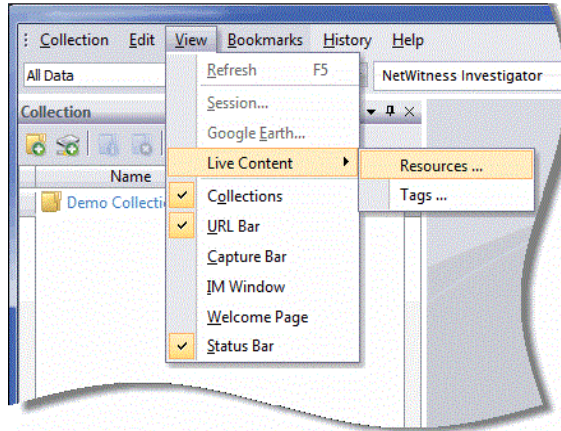 Collection Edit View Bookmarks History Help
All Data
NetWitness Investigator
Refresh F5
Session...
Google Earth...
Live Content
Collections
URL Bar
Capture Bar
IM Window
Welcome Page
Status Bar
Resources ...
Tags ...
Collection
Name
Demo Collecti